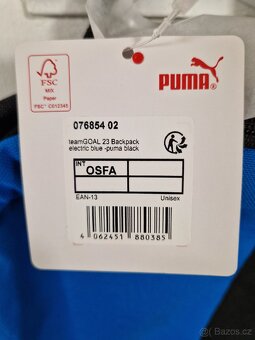 FSC
MIX
Paper
FSC® C012345
PUMA
076854 02
teamGOAL 23 Backpack
electric blue -puma black
INT
OSFA
EAN-13
Unisex
4 062451 880385
Sbazar.cz